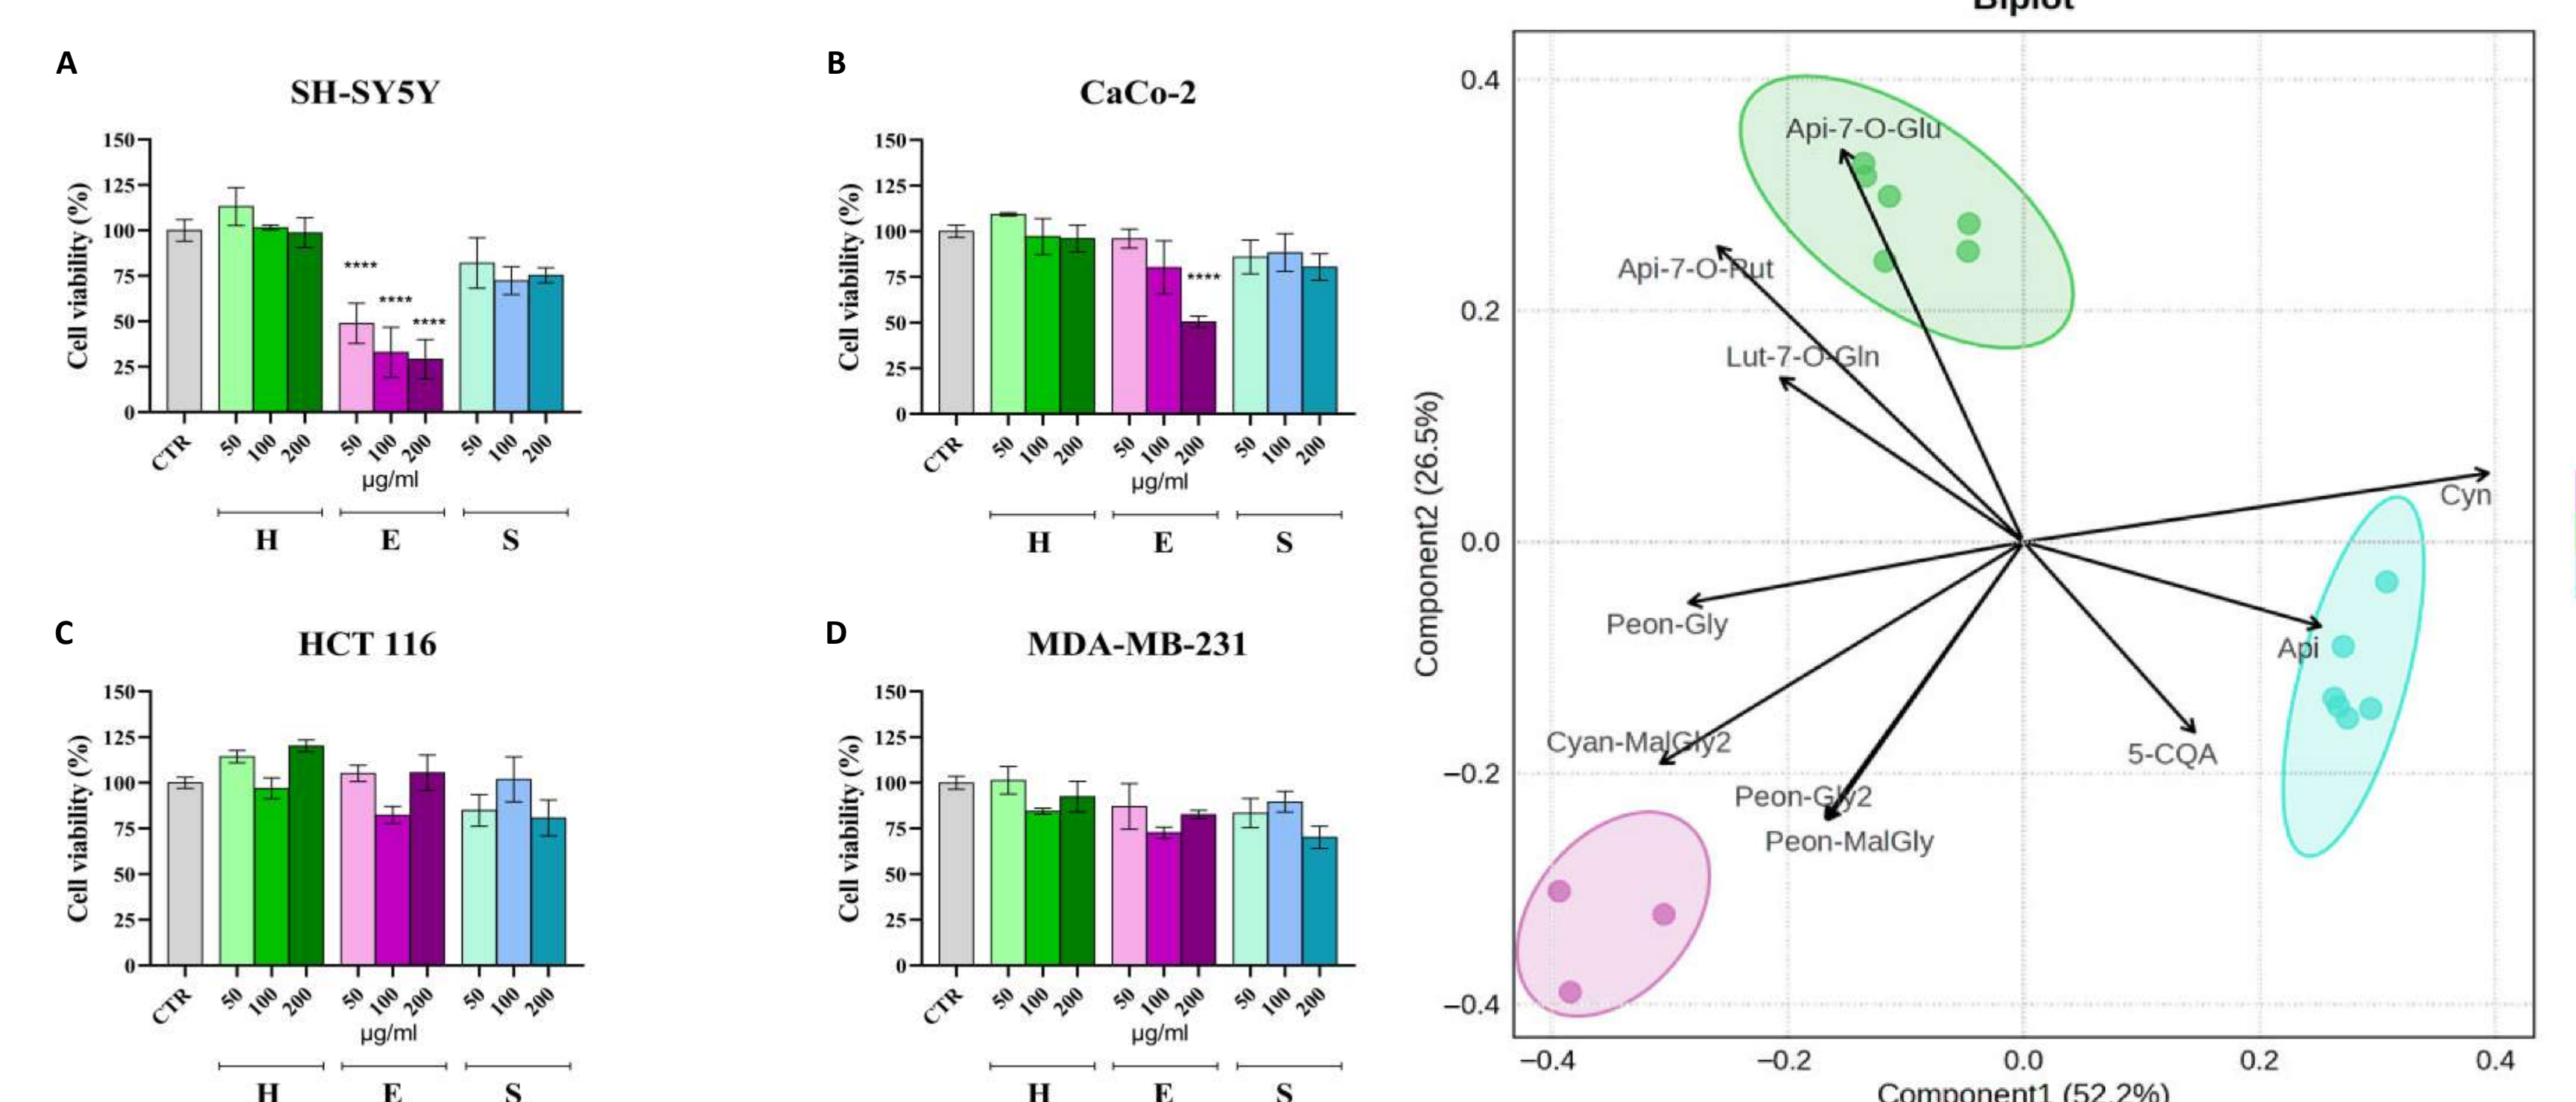 A
SH-SY5Y
Cell viability (%)
150
125
100
75
50
25
0
****
****
****
CTR
50
100
200
50
100
200
50
100
200
µg/ml
H
E
S
B
CaCo-2
Cell viability (%)
150
125
100
75
50
25
0
****
CTR
50
100
200
50
100
200
50
100
200
µg/ml
H
E
S
C
HCT 116
Cell viability (%)
150
125
100
75
50
25
0
CTR
50
100
200
50
100
200
50
100
200
µg/ml
H
E
S
D
MDA-MB-231
Cell viability (%)
150
125
100
75
50
25
0
CTR
50
100
200
50
100
200
50
100
200
µg/ml
H
E
S
Biplot
Component2 (26.5%)
0.4
0.2
0.0
−0.2
−0.4
Api-7-O-Glu
Api-7-O-Rut
Lut-7-O-Gln
Cyn
Peon-Gly
Api
Cyan-MalGly2
5-CQA
Peon-Gly2
Peon-MalGly
−0.4
−0.2
0.0
0.2
0.4
Component1 (52.2%)